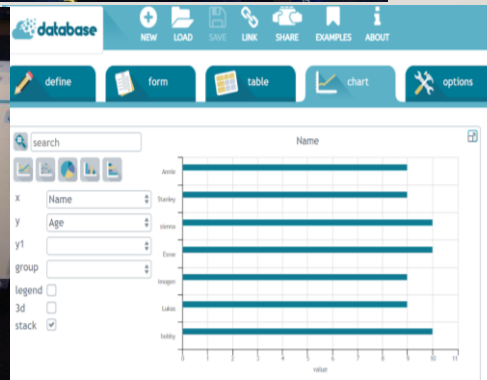 database
NEW LOAD SAVE LINK SHARE EXAMPLES ABOUT
define form table chart options
search
Name
x Name
y Age
y1
group
legend
3d
stack
Annie
Stanley
sienna
Esme
Imogen
Lukas
bobby
0 1 2 3 4 5 6 7 8 9 10 11
value